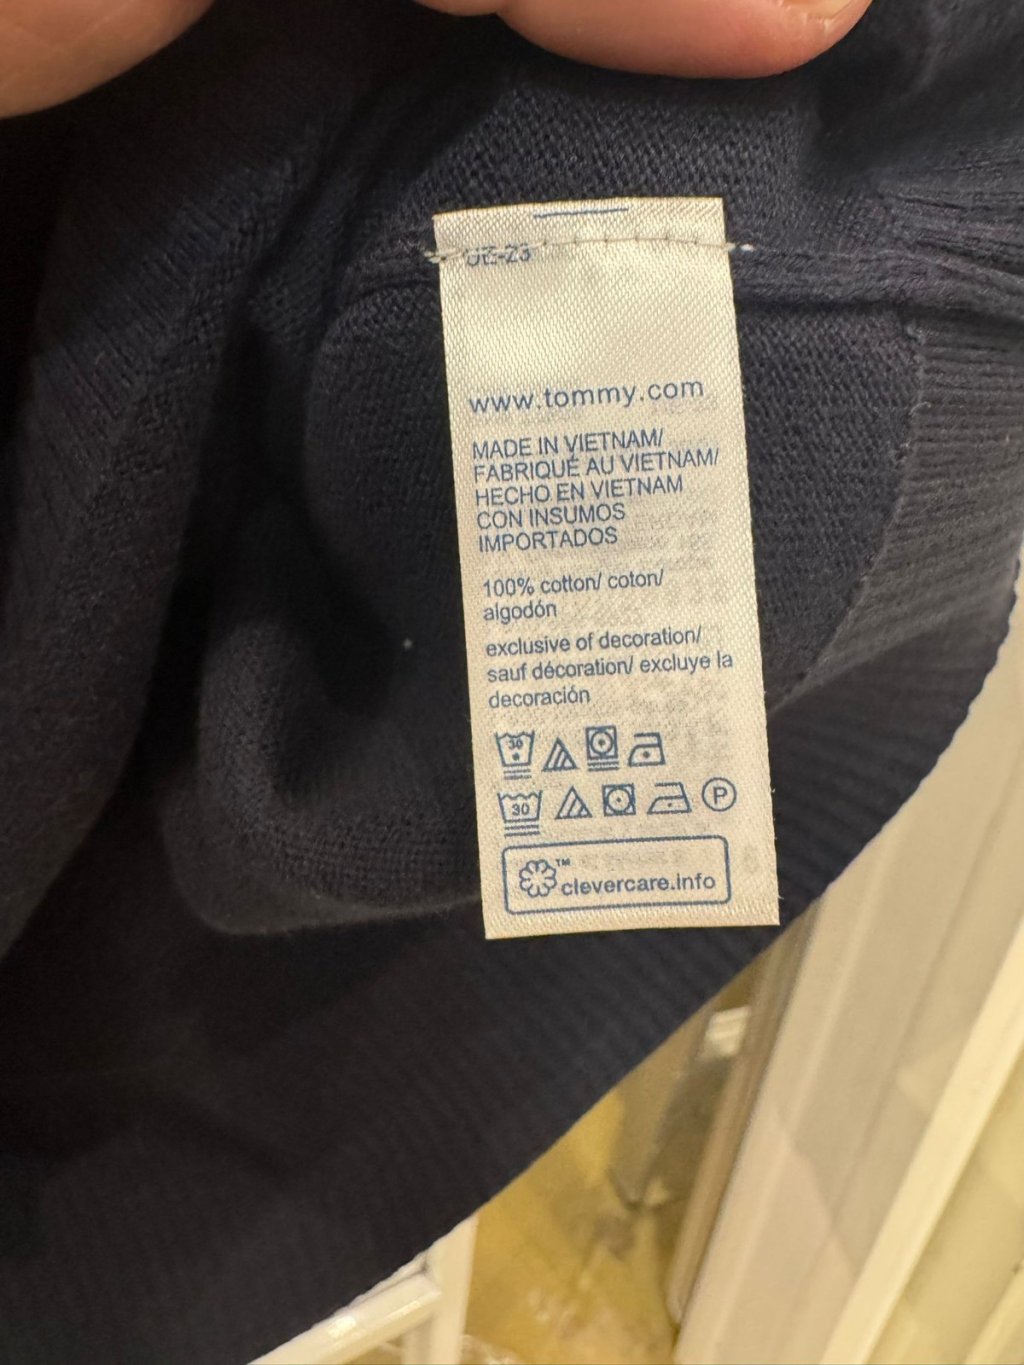 www.tommy.com
MADE IN VIETNAM/
FABRIQUÉ AU VIETNAM/
HECHO EN VIETNAM
CON INSUMOS
IMPORTADOS
100% cotton/ coton/
algodón
exclusive of decoration/
sauf décoration/ excluye la
decoración
30
30 P
™
clevercare.info